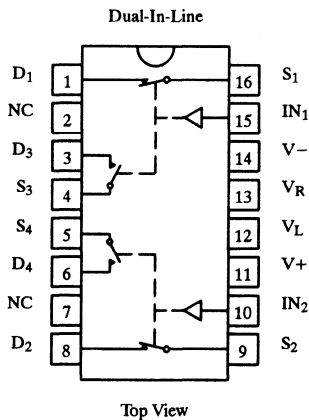 Dual-In-Line
D1 1 16 S1
NC 2 15 IN1
D3 3 14 V−
S3 4 13 VR
S4 5 12 VL
D4 6 11 V+
NC 7 10 IN2
D2 8 9 S2
Top View